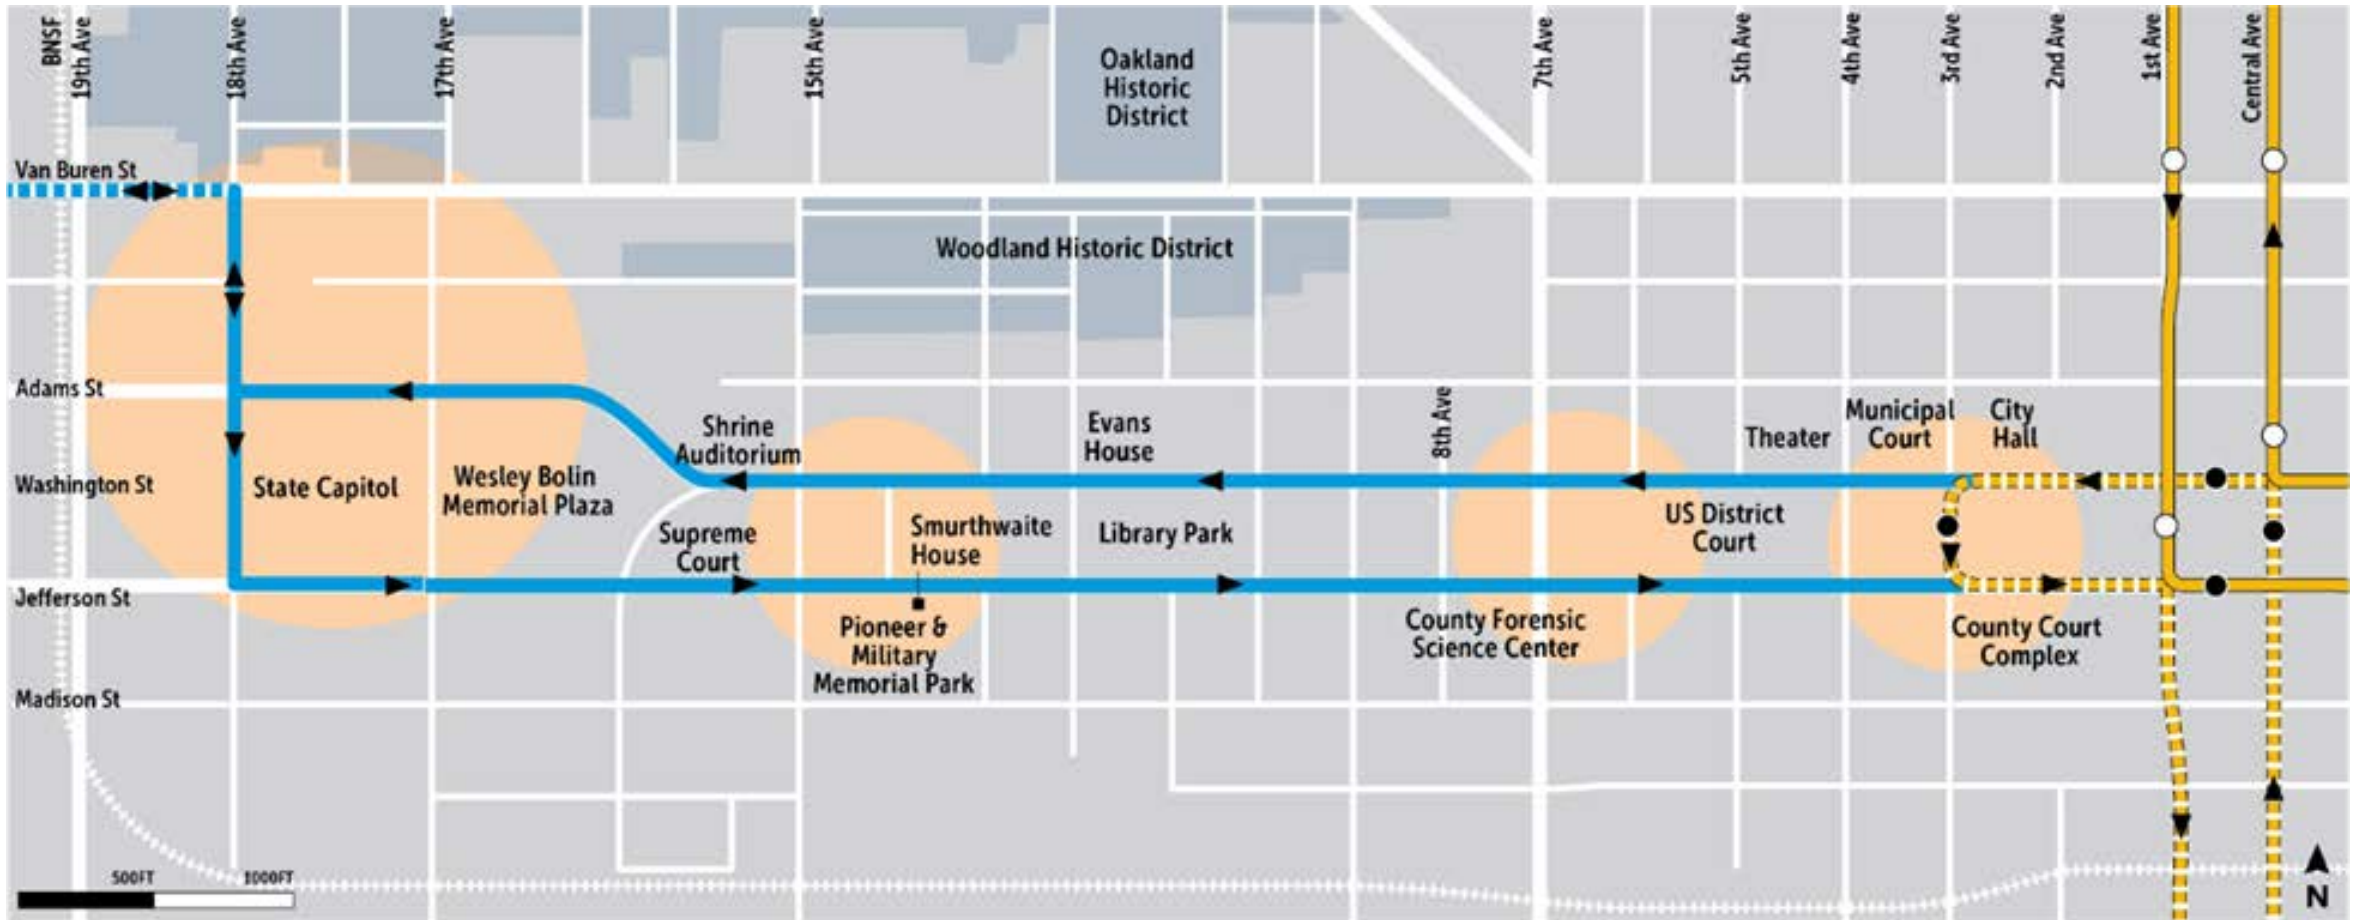 BNSF
19th Ave
18th Ave
17th Ave
15th Ave
7th Ave
5th Ave
4th Ave
3rd Ave
2nd Ave
1st Ave
Central Ave
Oakland
Historic
District
Van Buren St
Woodland Historic District
Adams St
8th Ave
Shrine
Auditorium
Evans
House
Theater
Municipal
Court
City
Hall
Washington St
State Capitol
Wesley Bolin
Memorial Plaza
Supreme
Court
Smurthwaite
House
Library Park
US District
Court
Jefferson St
Pioneer &
Military
Memorial Park
County Forensic
Science Center
County Court
Complex
Madison St
500FT
1000FT
N